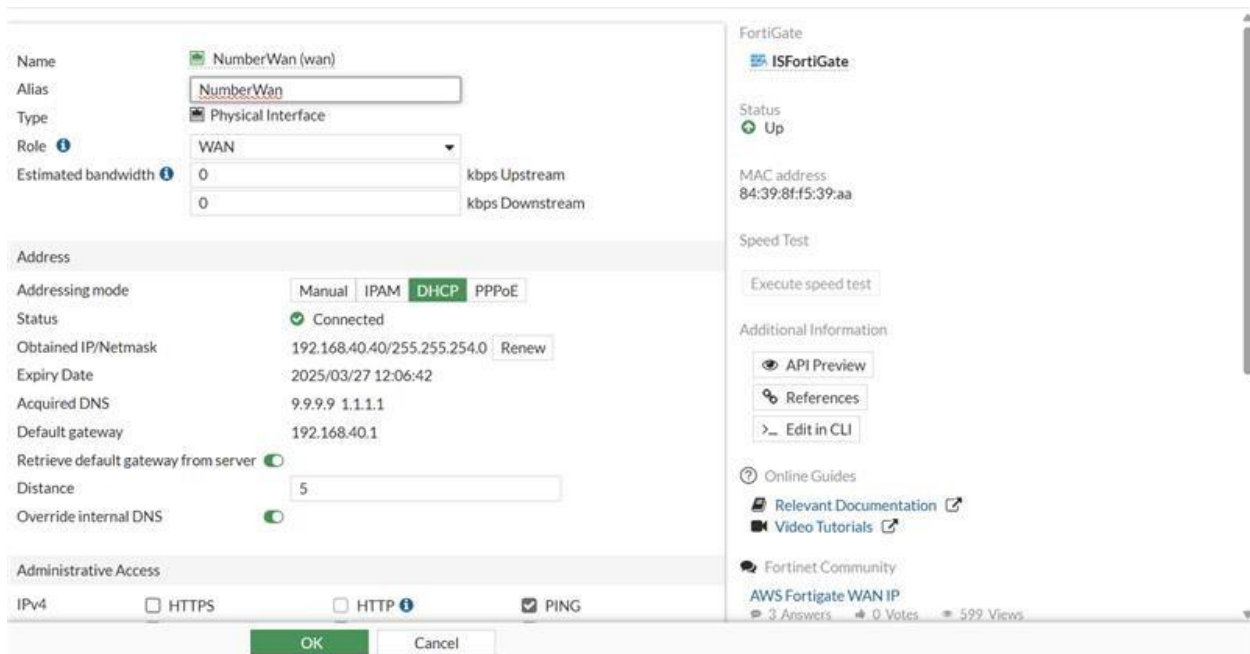 Name NumberWan (wan)
Alias NumberWan
Type Physical Interface
Role WAN
Estimated bandwidth 0 kbps Upstream
0 kbps Downstream
Address
Addressing mode Manual IPAM DHCP PPPoE
Status Connected
Obtained IP/Netmask 192.168.40.40/255.255.254.0 Renew
Expiry Date 2025/03/27 12:06:42
Acquired DNS 9.9.9.9 1.1.1.1
Default gateway 192.168.40.1
Retrieve default gateway from server
Distance 5
Override internal DNS
Administrative Access
IPv4 HTTPS HTTP PING
OK Cancel
FortiGate
ISFortiGate
Status
Up
MAC address
84:39:8f:f5:39:aa
Speed Test
Execute speed test
Additional Information
API Preview
References
>_ Edit in CLI
Online Guides
Relevant Documentation
Video Tutorials
Fortinet Community
AWS Fortigate WAN IP
3 Answers 0 Votes 599 Views